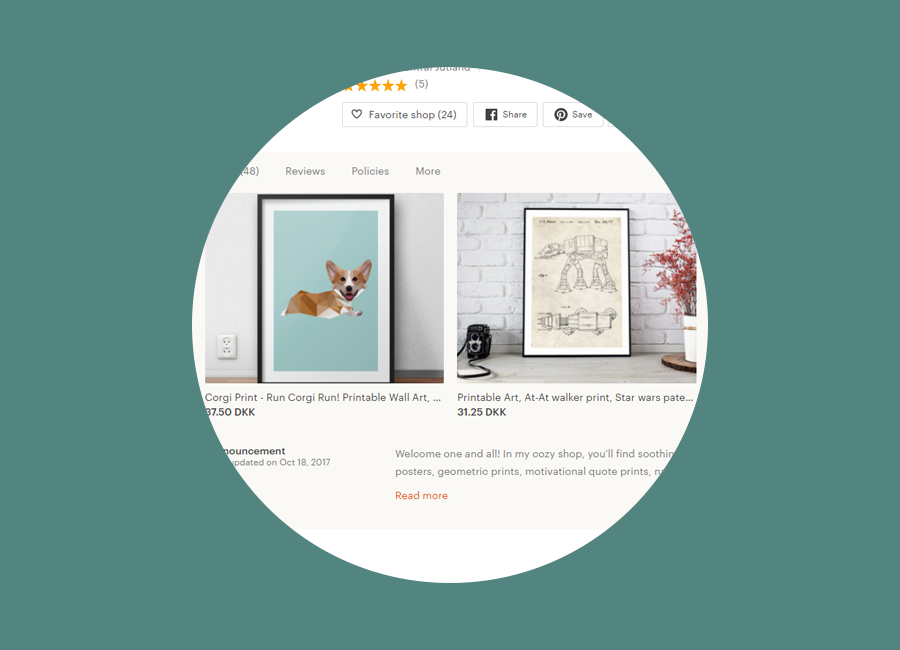 Jutland
(5)
Favorite shop (24) Share Save
(48) Reviews Policies More
Corgi Print - Run Corgi Run! Printable Wall Art, ...
37.50 DKK
Printable Art, At-At walker print, Star wars pate...
31.25 DKK
nouncement
updated on Oct 18, 2017
Welcome one and all! In my cozy shop, you'll find soothin
posters, geometric prints, motivational quote prints,
Read more